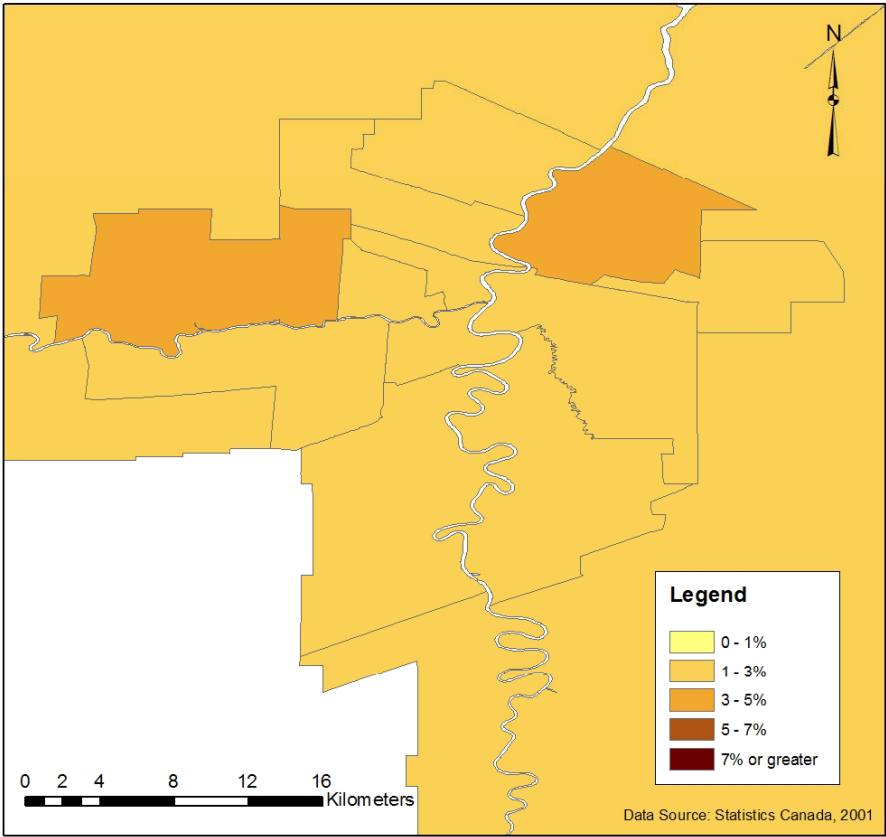 N
Legend
0 - 1%
1 - 3%
3 - 5%
5 - 7%
7% or greater
0 2 4 8 12 16
Kilometers
Data Source: Statistics Canada, 2001